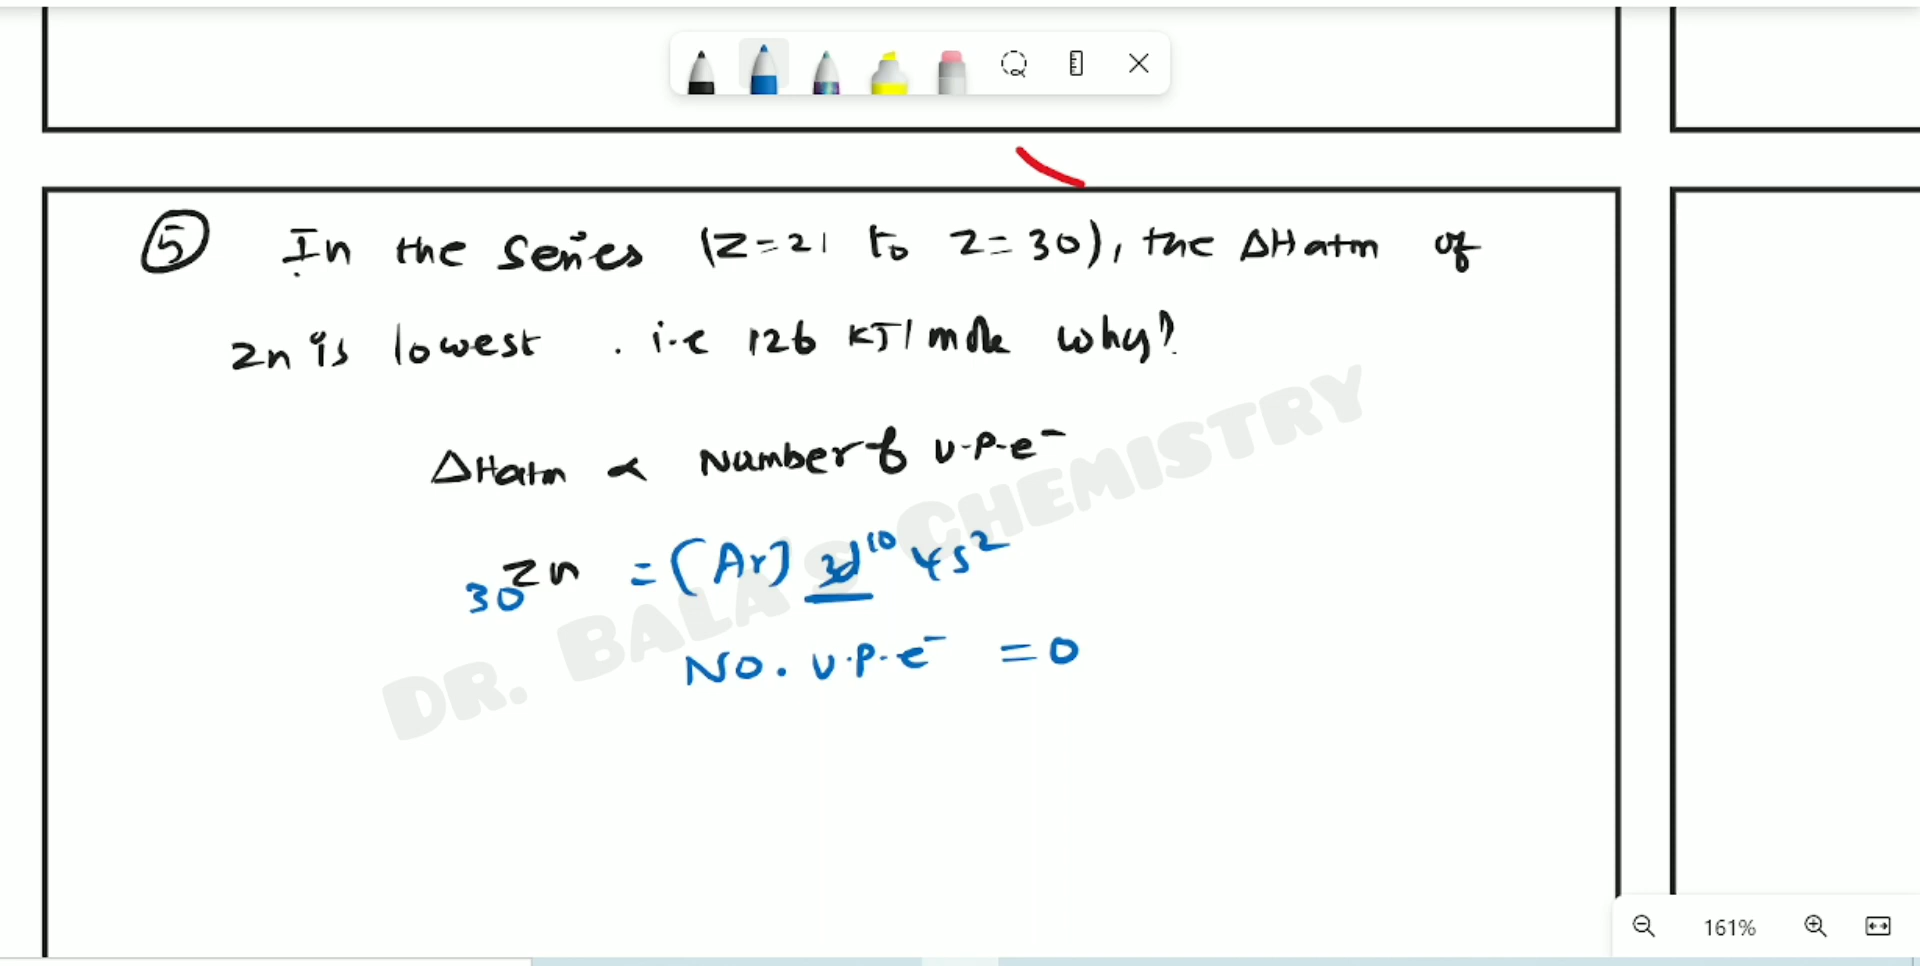 ⑤ In the series (Z=21 to Z=30), the ΔHatm of
Zn is lowest . i.e 126 KJ/mole why?
ΔHatm ∝ Number of u.p.e⁻
₃₀Zn = [Ar] 3d¹⁰ 4s²
No. u.p.e⁻ = 0
DR. BALA'S CHEMISTRY
161%